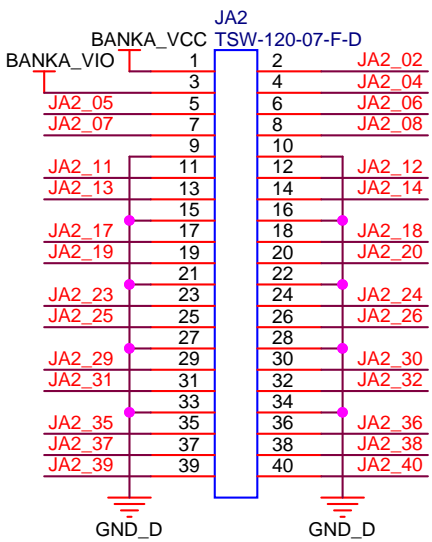 JA2
BANKA_VCC TSW-120-07-F-D
BANKA_VIO 1 2 JA2_02
3 4 JA2_04
JA2_05 5 6 JA2_06
JA2_07 7 8 JA2_08
9 10
JA2_11 11 12 JA2_12
JA2_13 13 14 JA2_14
15 16
JA2_17 17 18 JA2_18
JA2_19 19 20 JA2_20
21 22
JA2_23 23 24 JA2_24
JA2_25 25 26 JA2_26
27 28
JA2_29 29 30 JA2_30
JA2_31 31 32 JA2_32
33 34
JA2_35 35 36 JA2_36
JA2_37 37 38 JA2_38
JA2_39 39 40 JA2_40
GND_D GND_D